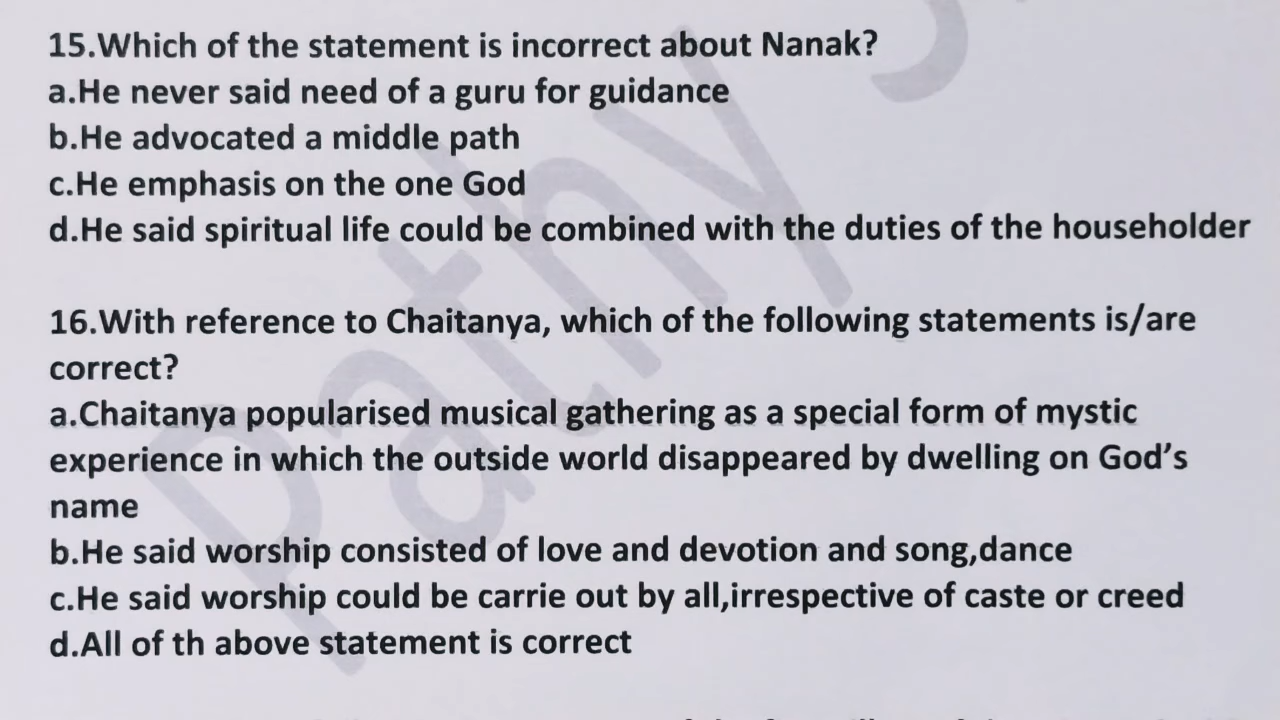 15.Which of the statement is incorrect about Nanak?
a.He never said need of a guru for guidance
b.He advocated a middle path
c.He emphasis on the one God
d.He said spiritual life could be combined with the duties of the householder
16.With reference to Chaitanya, which of the following statements is/are
correct?
a.Chaitanya popularised musical gathering as a special form of mystic
experience in which the outside world disappeared by dwelling on God's
name
b.He said worship consisted of love and devotion and song,dance
c.He said worship could be carrie out by all,irrespective of caste or creed
d.All of th above statement is correct
Pathy